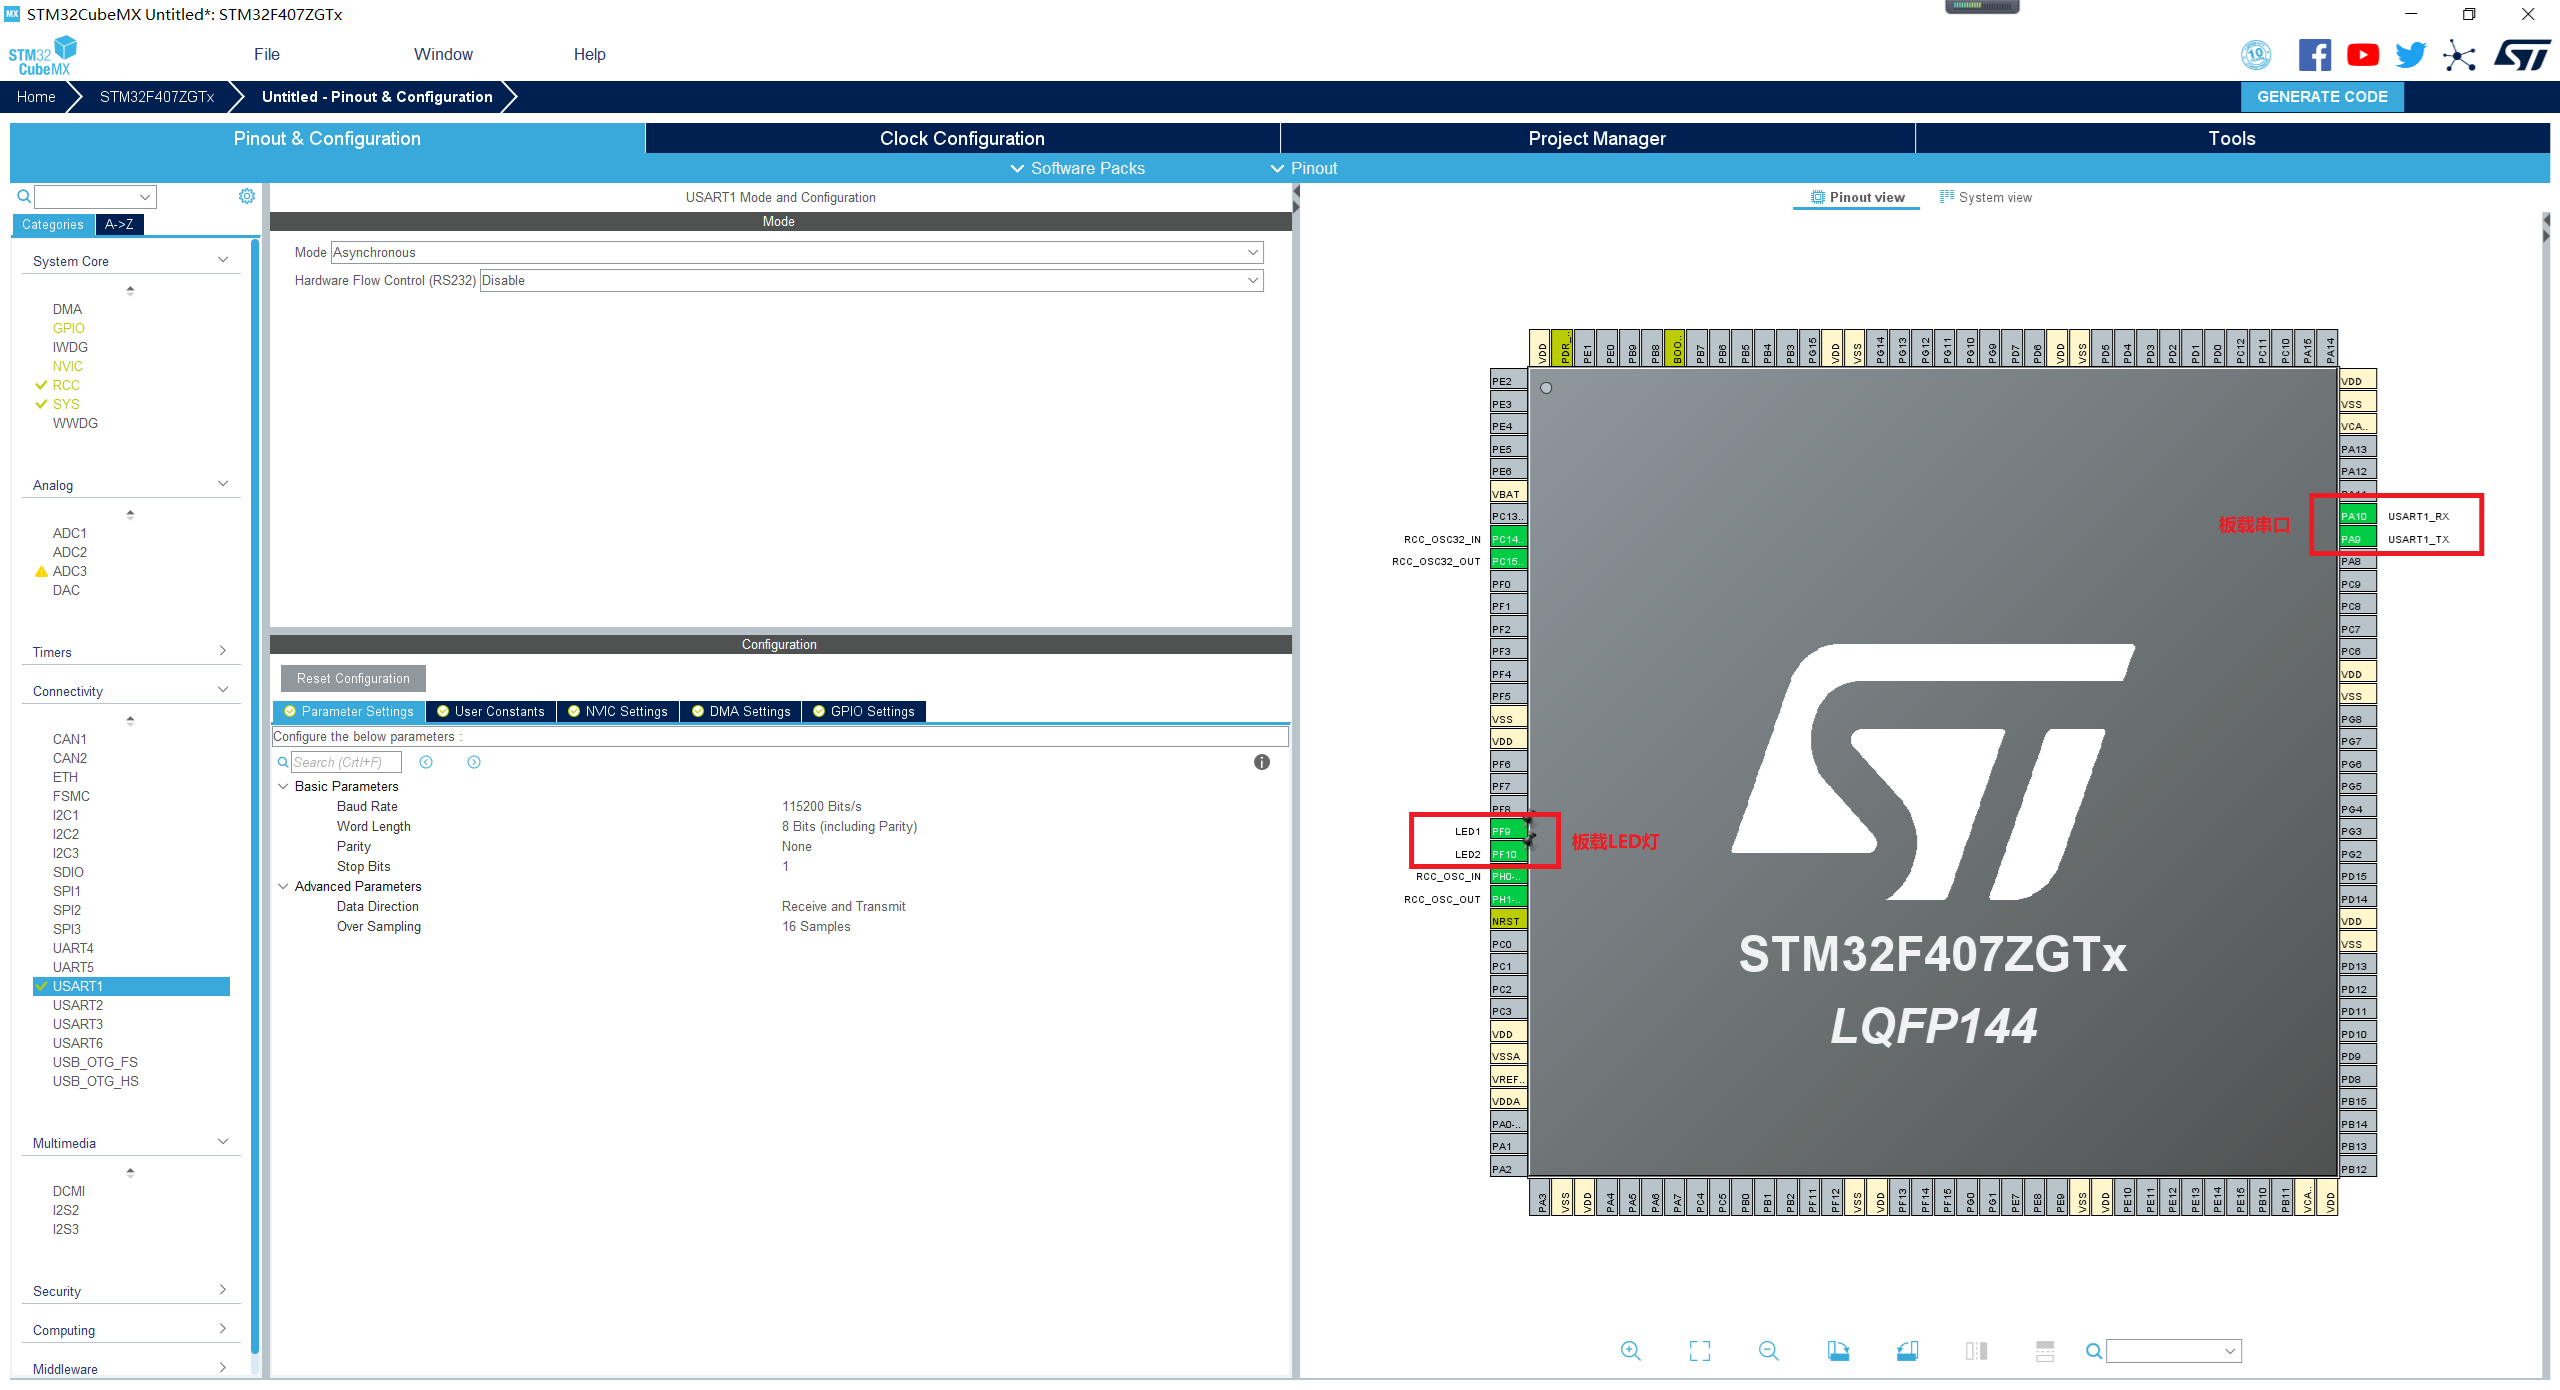 MX STM32CubeMX Untitled*: STM32F407ZGTx
STM32 CubeMX
File Window Help
10
Home STM32F407ZGTx Untitled - Pinout & Configuration GENERATE CODE
Pinout & Configuration Clock Configuration Project Manager Tools
Software Packs Pinout
Categories A->Z
System Core
DMA
GPIO
IWDG
NVIC
RCC
SYS
WWDG
Analog
ADC1
ADC2
ADC3
DAC
Timers
Connectivity
CAN1
CAN2
ETH
FSMC
I2C1
I2C2
I2C3
SDIO
SPI1
SPI2
SPI3
UART4
UART5
USART1
USART2
USART3
USART6
USB_OTG_FS
USB_OTG_HS
Multimedia
DCMI
I2S2
I2S3
Security
Computing
Middleware
USART1 Mode and Configuration
Mode
Mode Asynchronous
Hardware Flow Control (RS232) Disable
Configuration
Reset Configuration
Parameter Settings User Constants NVIC Settings DMA Settings GPIO Settings
Configure the below parameters :
Search (Crtl+F)
Basic Parameters
Baud Rate 115200 Bits/s
Word Length 8 Bits (including Parity)
Parity None
Stop Bits 1
Advanced Parameters
Data Direction Receive and Transmit
Over Sampling 16 Samples
Pinout view System view
VDD PDR_.. PE1 PE0 PB9 PB8 BOO.. PB7 PB6 PB5 PB4 PB3 PG15 VDD VSS PG14 PG13 PG12 PG11 PG10 PG9 PD7 PD6 VDD VSS PD5 PD4 PD3 PD2 PD1 PD0 PC12 PC11 PC10 PA15 PA14
PE2
PE3
PE4
PE5
PE6
VBAT
PC13..
RCC_OSC32_IN PC14..
RCC_OSC32_OUT PC15..
PF0
PF1
PF2
PF3
PF4
PF5
VSS
VDD
PF6
PF7
PF8
LED1 PF9
LED2 PF10
板载LED灯
RCC_OSC_IN PH0-..
RCC_OSC_OUT PH1-..
NRST
PC0
PC1
PC2
PC3
VDD
VSSA
VREF..
VDDA
PA0-..
PA1
PA2
STM32F407ZGTx
LQFP144
VDD
VSS
VCA..
PA13
PA12
PA11
板载串口
PA10 USART1_RX
PA9 USART1_TX
PA8
PC9
PC8
PC7
PC6
VDD
VSS
PG8
PG7
PG6
PG5
PG4
PG3
PG2
PD15
PD14
VDD
VSS
PD13
PD12
PD11
PD10
PD9
PD8
PB15
PB14
PB13
PB12
PA3 VSS VDD PA4 PA5 PA6 PA7 PC4 PC5 PB0 PB1 PB2 PF11 PF12 VSS VDD PF13 PF14 PF15 PG0 PG1 PE7 PE8 PE9 VSS VDD PE10 PE11 PE12 PE13 PE14 PE15 PB10 PB11 VCA.. VDD